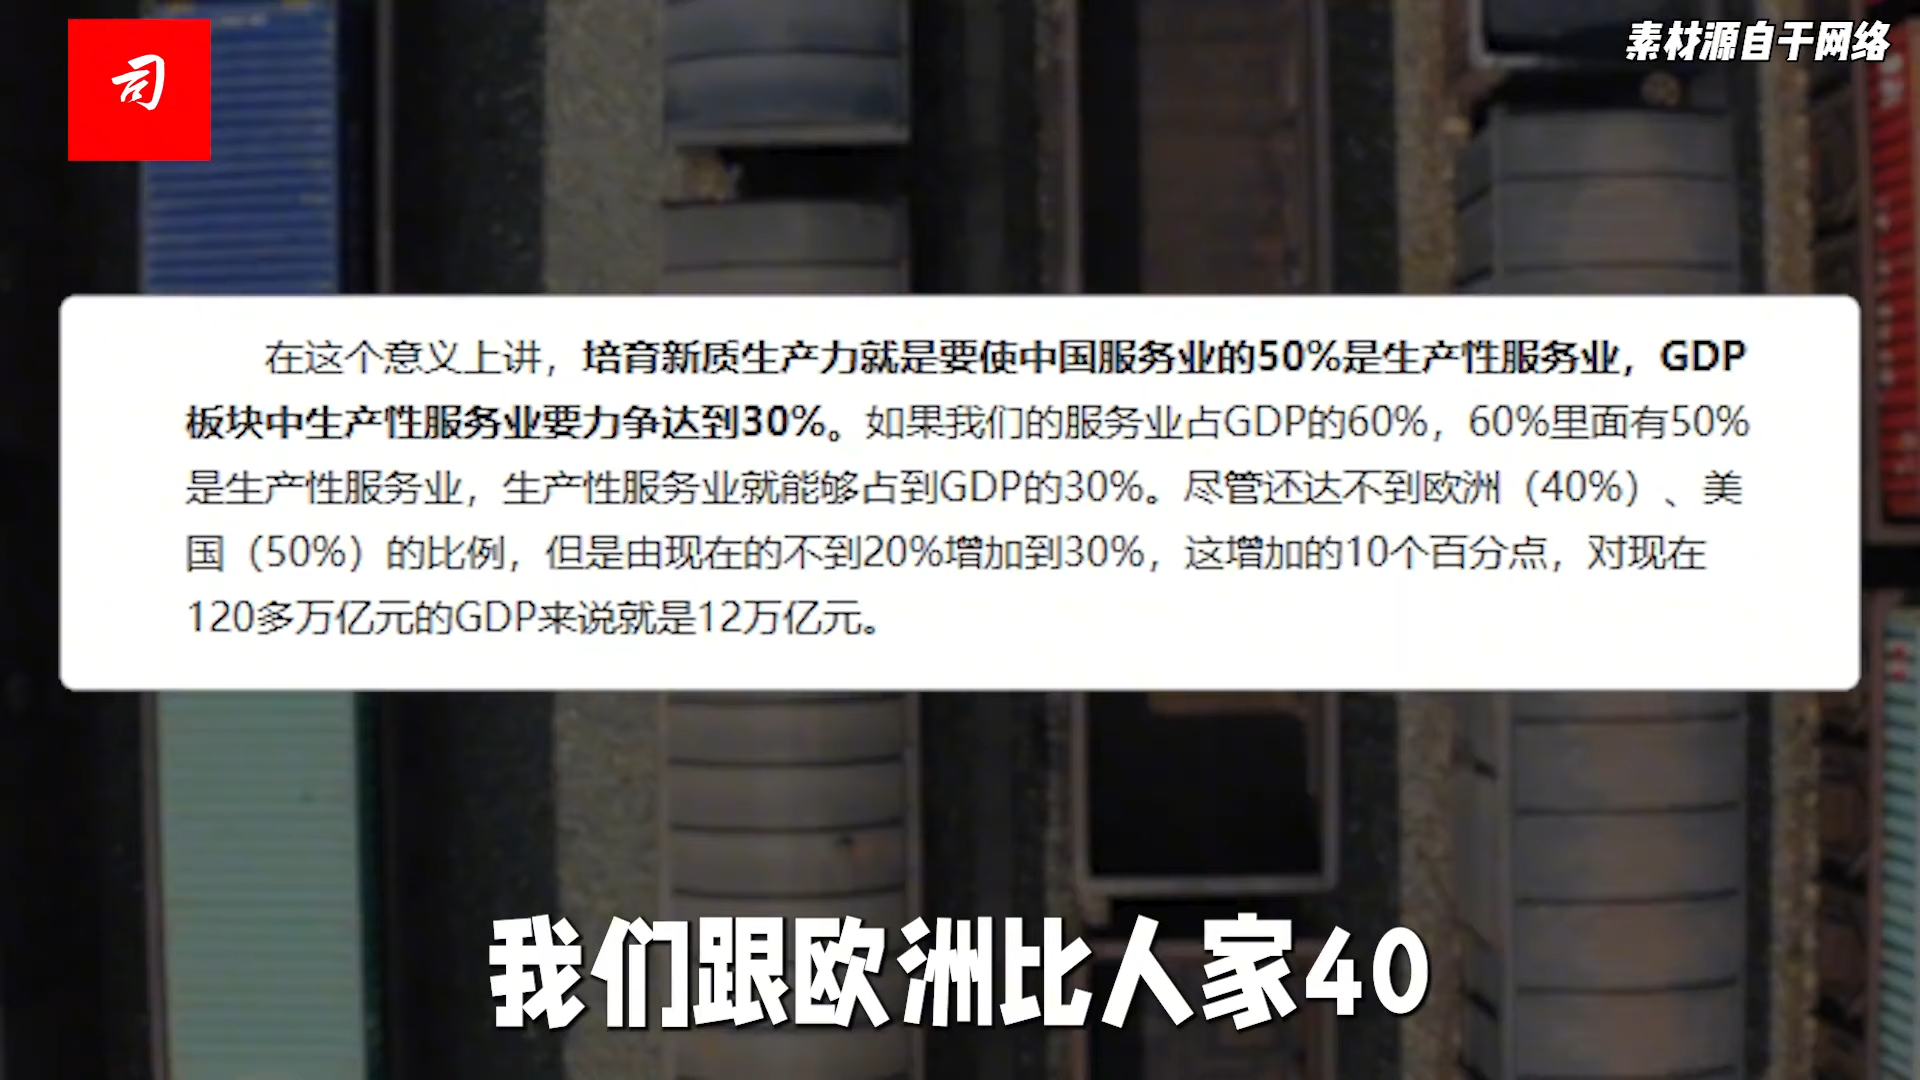 司
素材源自于网络
在这个意义上讲，培育新质生产力就是要使中国服务业的50%是生产性服务业，GDP
板块中生产性服务业要力争达到30%。如果我们的服务业占GDP的60%，60%里面有50%
是生产性服务业，生产性服务业就能够占到GDP的30%。尽管还达不到欧洲（40%）、美
国（50%）的比例，但是由现在的不到20%增加到30%，这增加的10个百分点，对现在
120多万亿元的GDP来说就是12万亿元。
我们跟欧洲比人家40